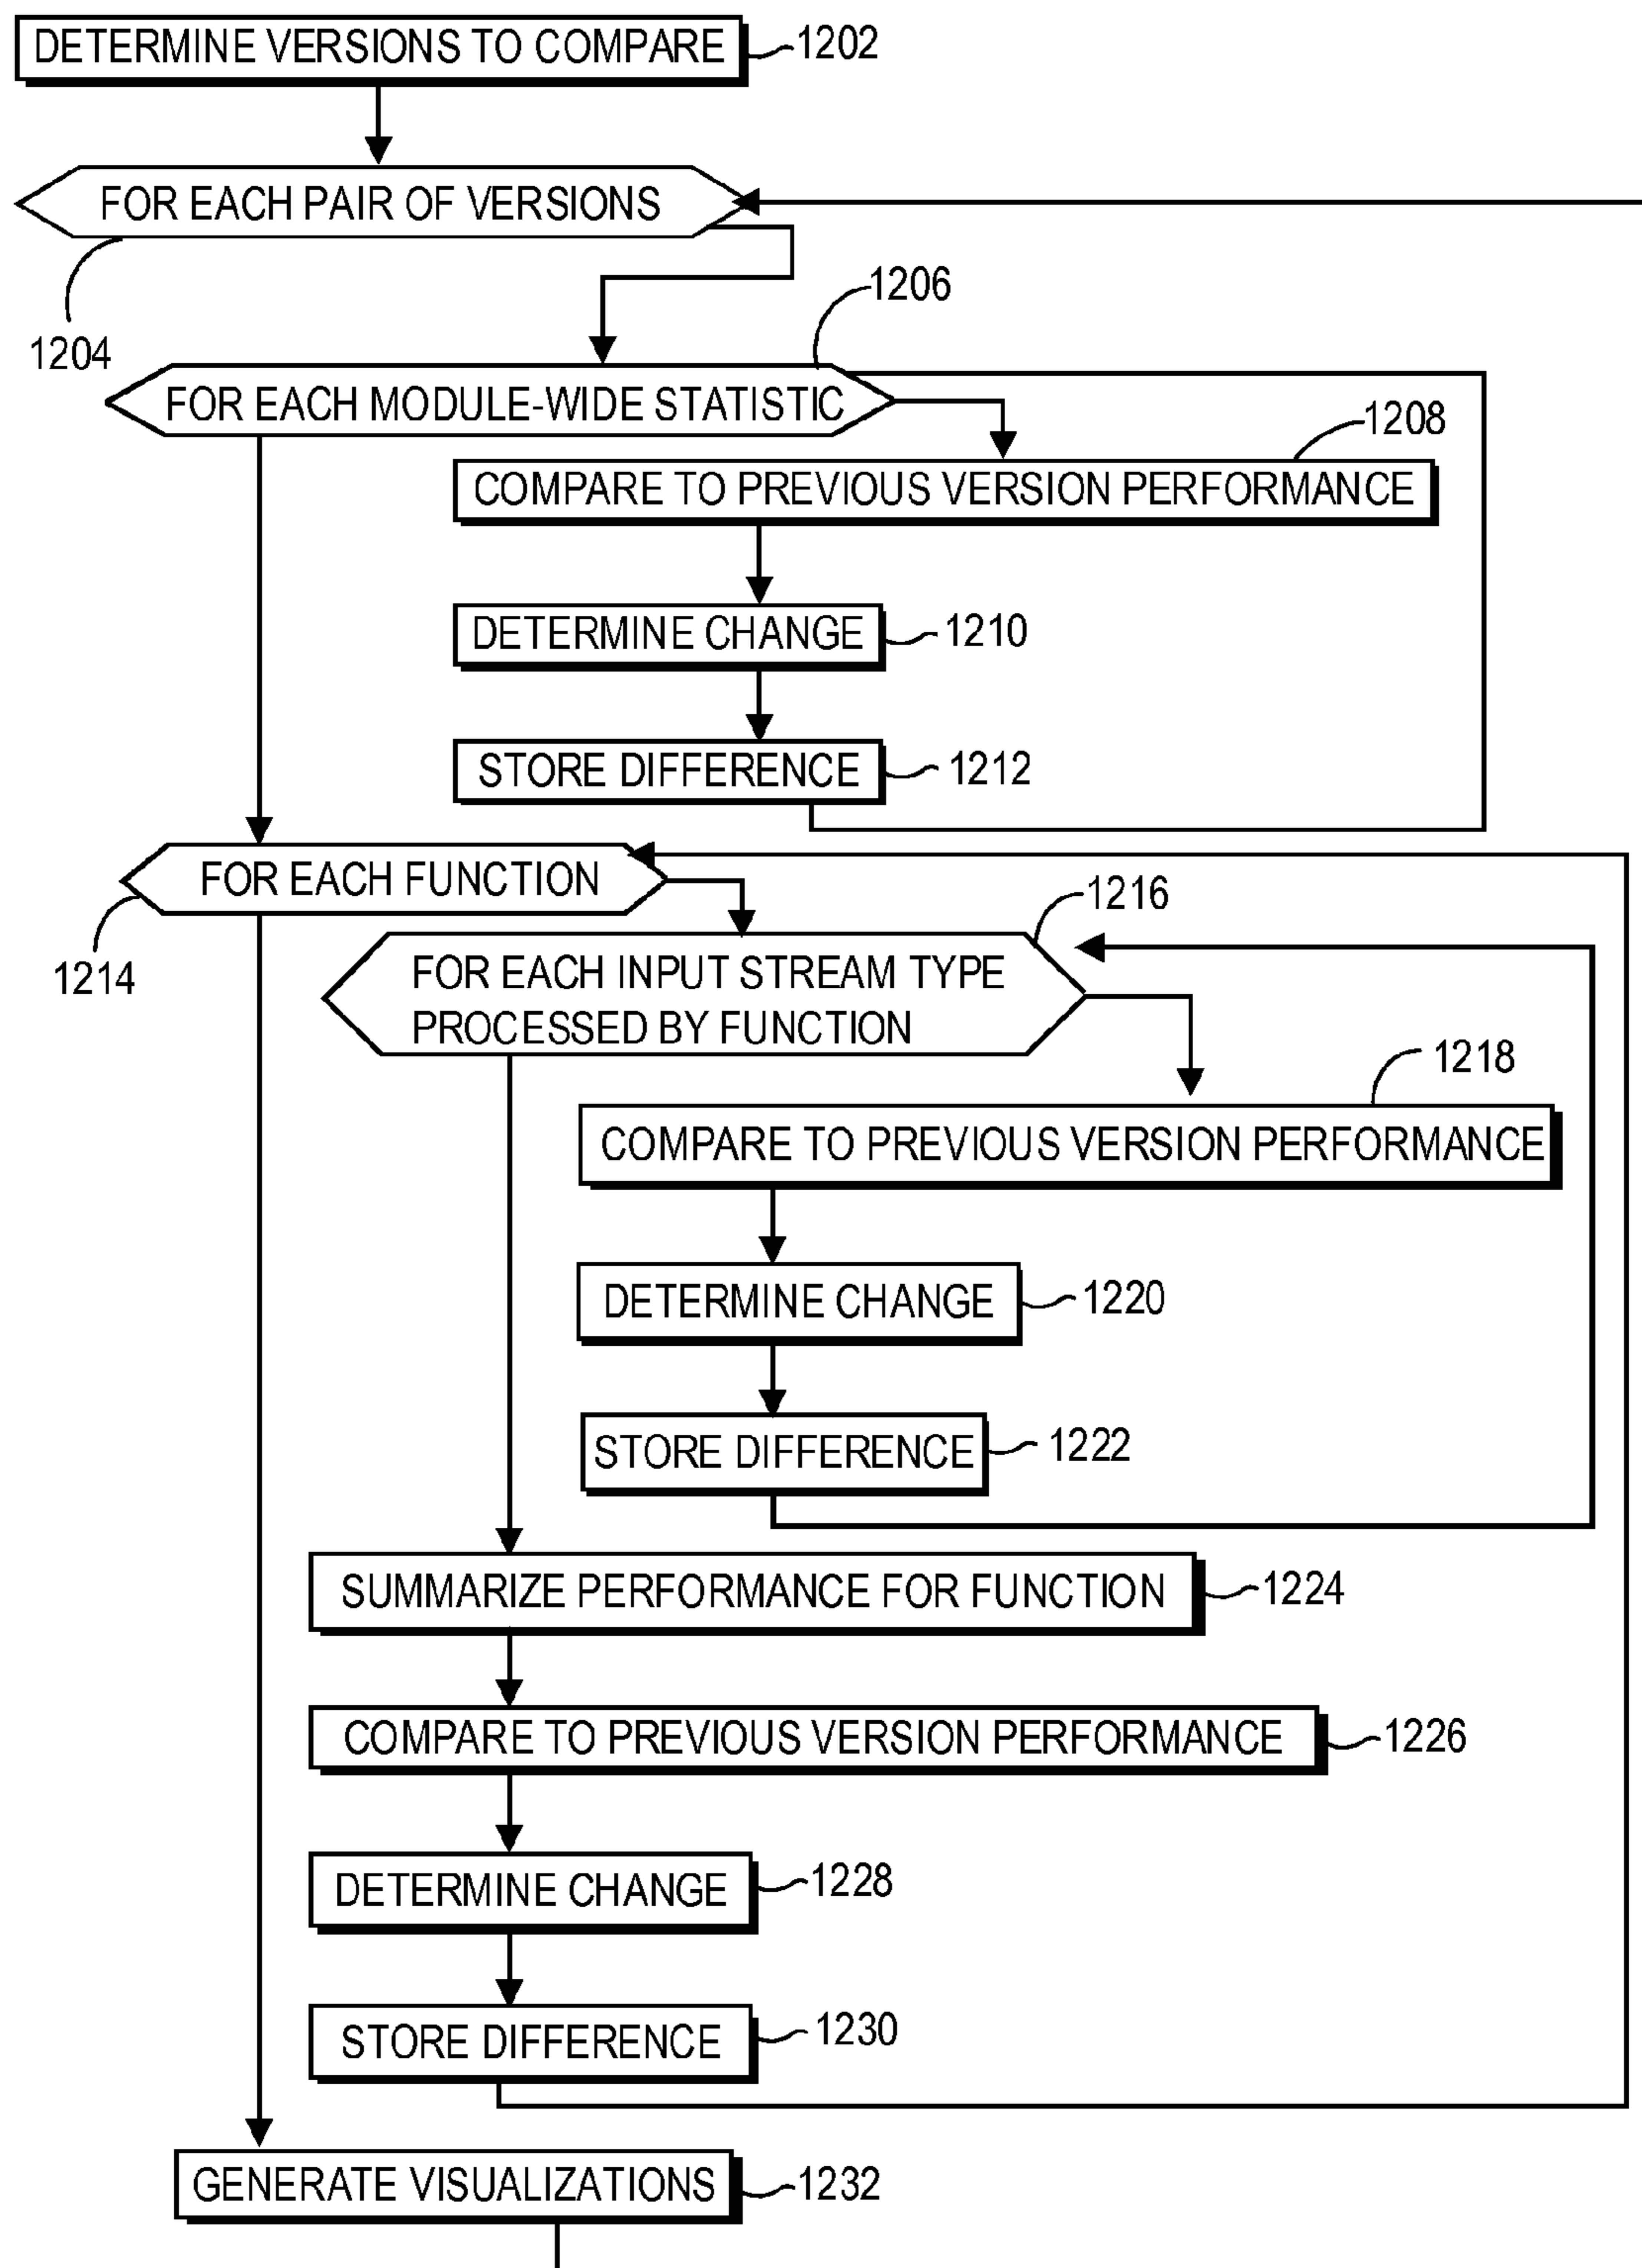 DETERMINE VERSIONS TO COMPARE
1202
FOR EACH PAIR OF VERSIONS
1204
1206
FOR EACH MODULE-WIDE STATISTIC
1208
COMPARE TO PREVIOUS VERSION PERFORMANCE
DETERMINE CHANGE
1210
STORE DIFFERENCE
1212
FOR EACH FUNCTION
1214
1216
FOR EACH INPUT STREAM TYPE
PROCESSED BY FUNCTION
1218
COMPARE TO PREVIOUS VERSION PERFORMANCE
DETERMINE CHANGE
1220
STORE DIFFERENCE
1222
SUMMARIZE PERFORMANCE FOR FUNCTION
1224
COMPARE TO PREVIOUS VERSION PERFORMANCE
1226
DETERMINE CHANGE
1228
STORE DIFFERENCE
1230
GENERATE VISUALIZATIONS
1232